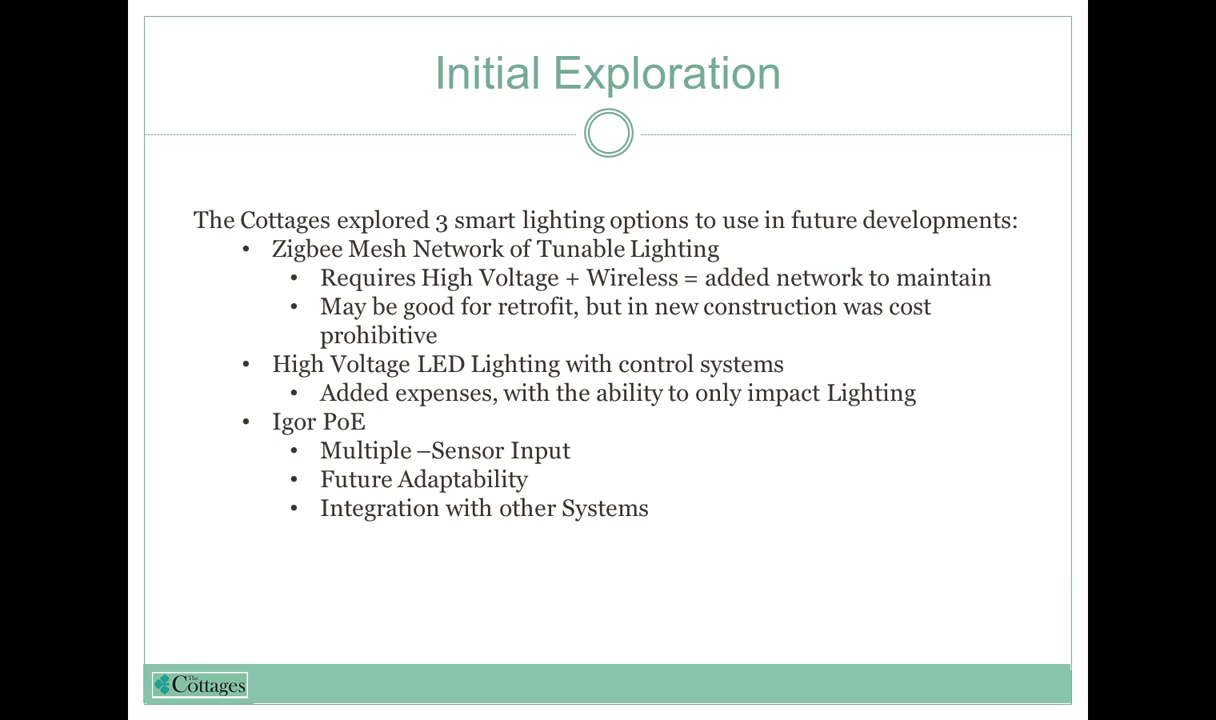 Initial Exploration
The Cottages explored 3 smart lighting options to use in future developments:
• Zigbee Mesh Network of Tunable Lighting
• Requires High Voltage + Wireless = added network to maintain
• May be good for retrofit, but in new construction was cost
prohibitive
• High Voltage LED Lighting with control systems
• Added expenses, with the ability to only impact Lighting
• Igor PoE
• Multiple –Sensor Input
• Future Adaptability
• Integration with other Systems
The Cottages